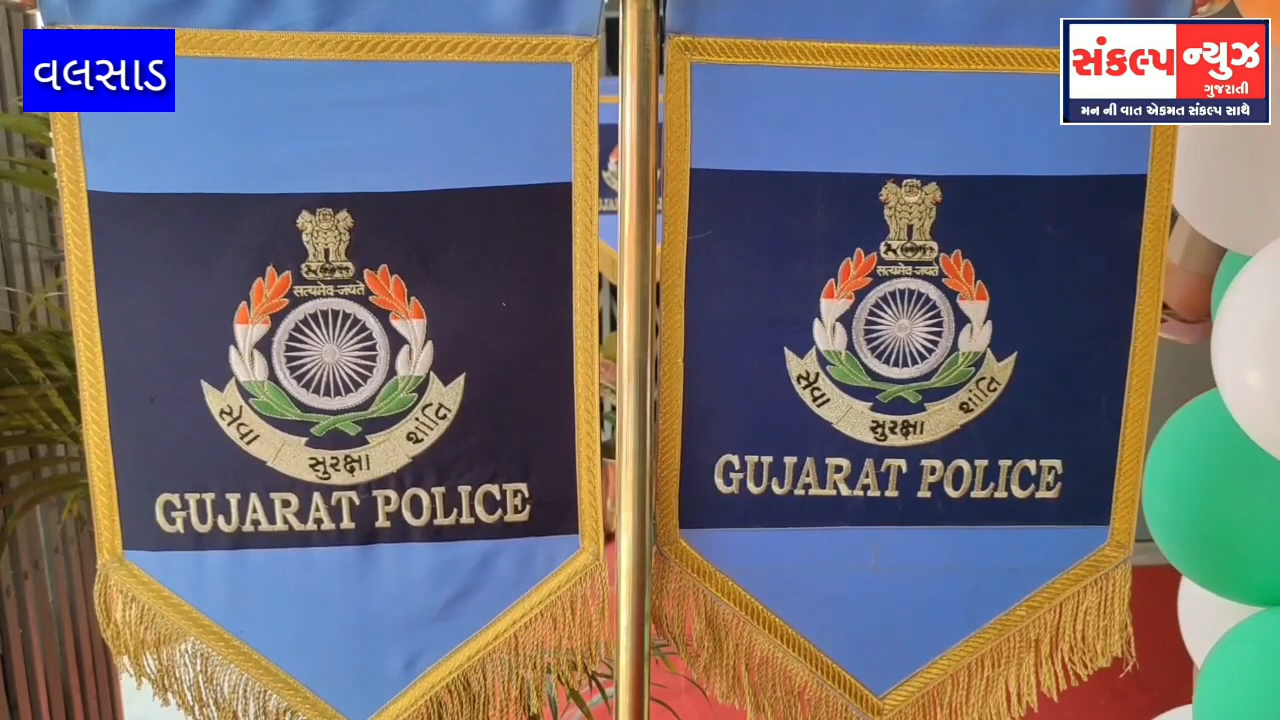 વલસાડ
સંકલ્પ ન્યુઝ
ગુજરાતી
મન ની વાત એકમત સંકલ્પ સાથે
सत्यमेव जयते
સેવા સુરક્ષા શાંતિ
GUJARAT POLICE
सत्यमेव जयते
સેવા સુરક્ષા શાંતિ
GUJARAT POLICE